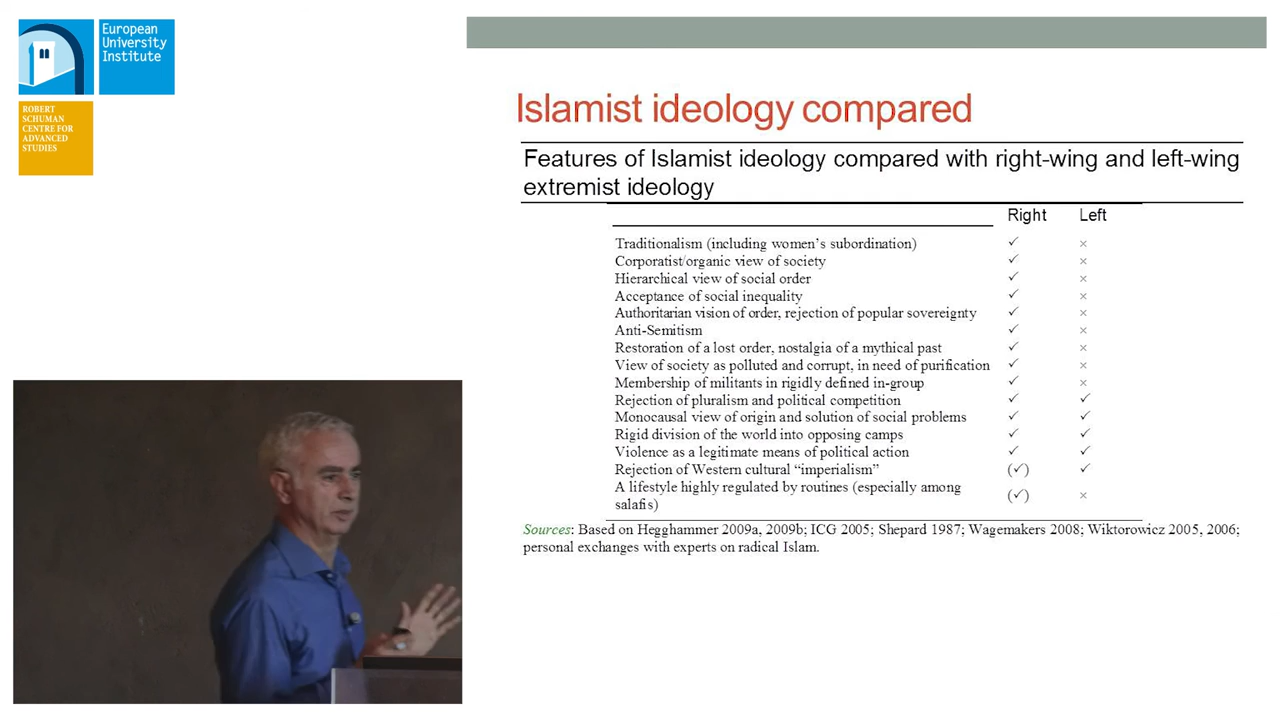 European
University
Institute
ROBERT
SCHUMAN
CENTRE FOR
ADVANCED
STUDIES
Islamist ideology compared
Features of Islamist ideology compared with right-wing and left-wing
extremist ideology
Right Left
Traditionalism (including women's subordination) ✓ ×
Corporatist/organic view of society ✓ ×
Hierarchical view of social order ✓ ×
Acceptance of social inequality ✓ ×
Authoritarian vision of order, rejection of popular sovereignty ✓ ×
Anti-Semitism ✓ ×
Restoration of a lost order, nostalgia of a mythical past ✓ ×
View of society as polluted and corrupt, in need of purification ✓ ×
Membership of militants in rigidly defined in-group ✓ ×
Rejection of pluralism and political competition ✓ ✓
Monocausal view of origin and solution of social problems ✓ ✓
Rigid division of the world into opposing camps ✓ ✓
Violence as a legitimate means of political action ✓ ✓
Rejection of Western cultural “imperialism” (✓) ✓
A lifestyle highly regulated by routines (especially among
salafis) (✓) ×
Sources: Based on Hegghammer 2009a, 2009b; ICG 2005; Shepard 1987; Wagemakers 2008; Wiktorowicz 2005, 2006;
personal exchanges with experts on radical Islam.